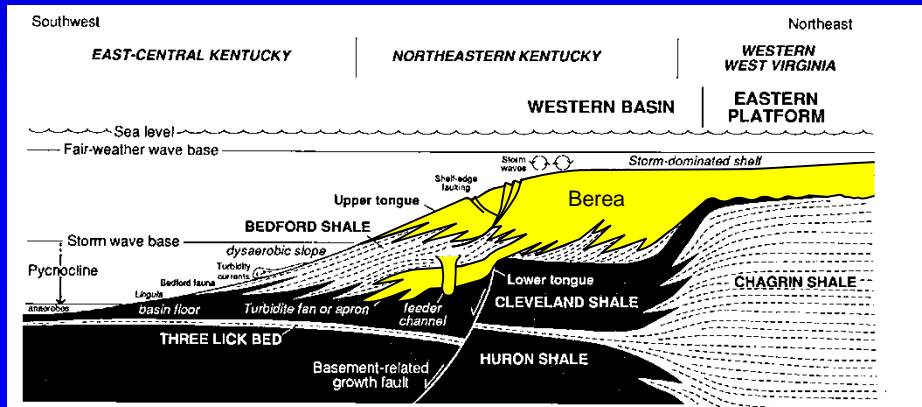 Southwest
Northeast
EAST-CENTRAL KENTUCKY
NORTHEASTERN KENTUCKY
WESTERN
WEST VIRGINIA
WESTERN BASIN
EASTERN
PLATFORM
Sea level
Fair-weather wave base
Storm
waves
Storm-dominated shelf
Shelf-edge
faulting
Upper tongue
Berea
BEDFORD SHALE
Storm wave base
dysaerobic slope
Pycnocline
Turbidity
currents
Bedford fauna
Lingula
anaerobes
basin floor
Turbidite fan or apron
feeder
channel
Lower tongue
CLEVELAND SHALE
CHAGRIN SHALE
THREE LICK BED
HURON SHALE
Basement-related
growth fault